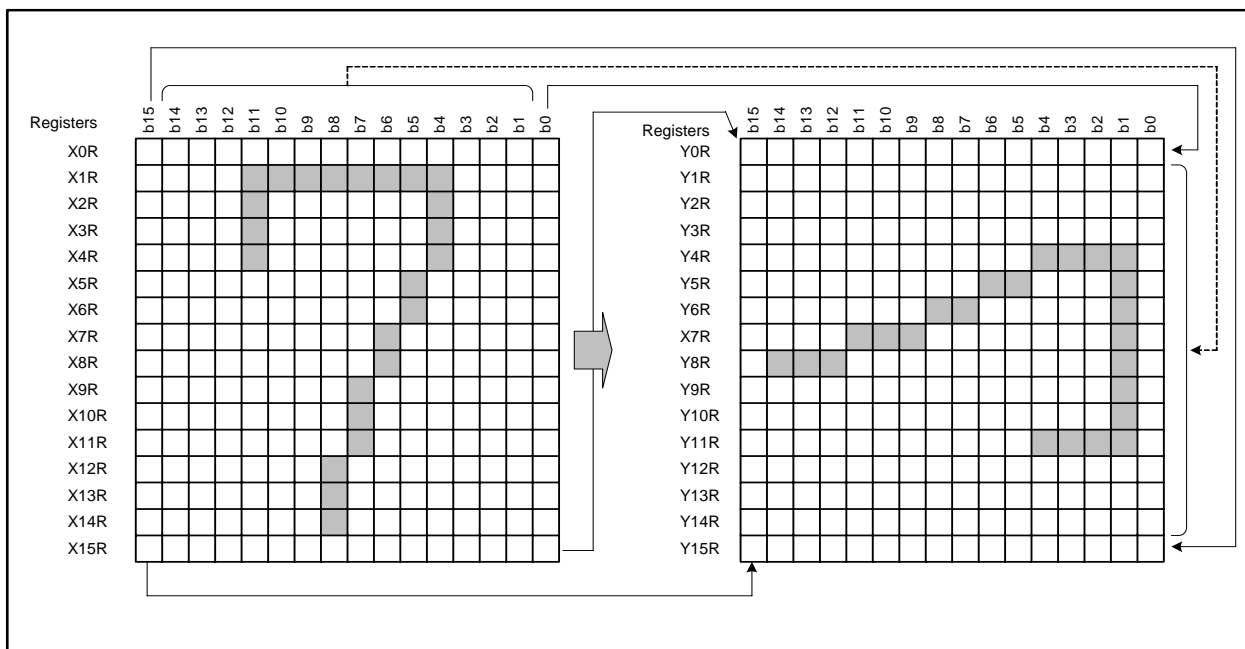 b15 b14 b13 b12 b11 b10 b9 b8 b7 b6 b5 b4 b3 b2 b1 b0
Registers
X0R
X1R
X2R
X3R
X4R
X5R
X6R
X7R
X8R
X9R
X10R
X11R
X12R
X13R
X14R
X15R
b15 b14 b13 b12 b11 b10 b9 b8 b7 b6 b5 b4 b3 b2 b1 b0
Registers
Y0R
Y1R
Y2R
Y3R
Y4R
Y5R
Y6R
X7R
Y8R
Y9R
Y10R
Y11R
Y12R
Y13R
Y14R
Y15R